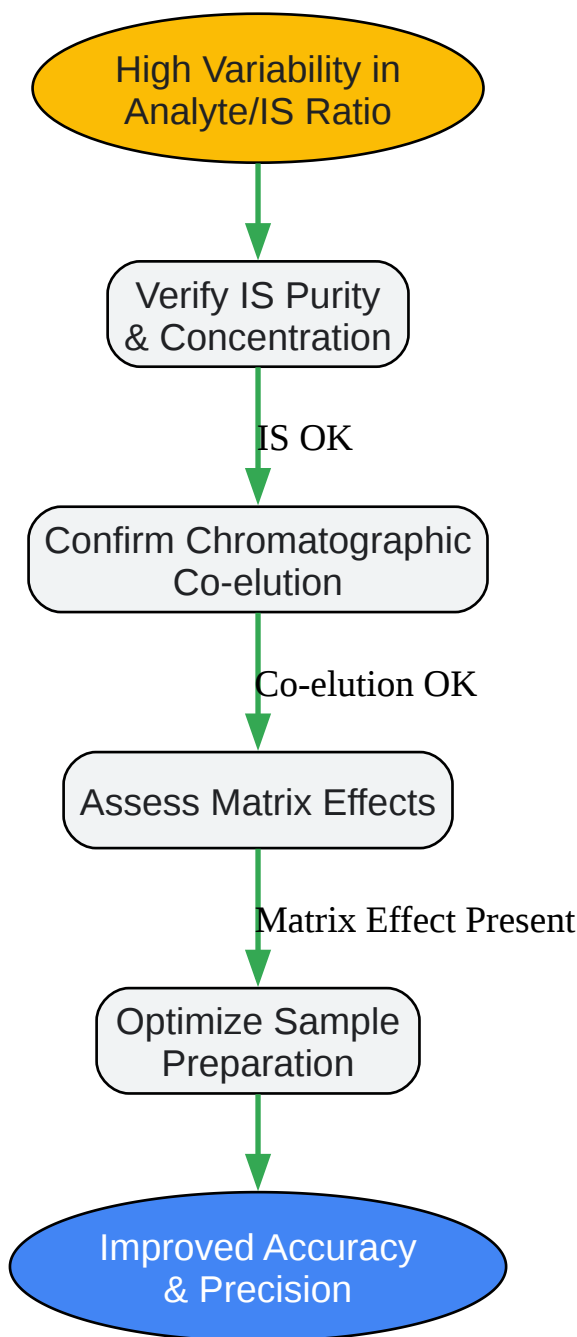 High Variability in
Analyte/IS Ratio
Verify IS Purity
& Concentration
IS OK
Confirm Chromatographic
Co-elution
Co-elution OK
Assess Matrix Effects
Matrix Effect Present
Optimize Sample
Preparation
Improved Accuracy
& Precision